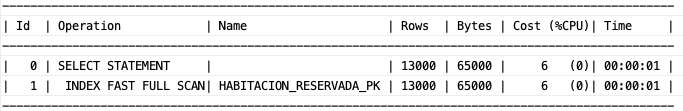 | Id | Operation | Name | Rows | Bytes | Cost (%CPU)| Time |
| 0 | SELECT STATEMENT | | 13000 | 65000 | 6 (0)| 00:00:01 |
| 1 | INDEX FAST FULL SCAN| HABITACION_RESERVADA_PK | 13000 | 65000 | 6 (0)| 00:00:01 |